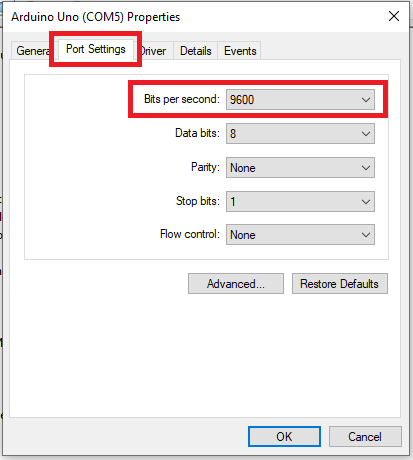 Arduino Uno (COM5) Properties
General Port Settings Driver Details Events
Bits per second: 9600
Data bits: 8
Parity: None
Stop bits: 1
Flow control: None
Advanced... Restore Defaults
OK Cancel